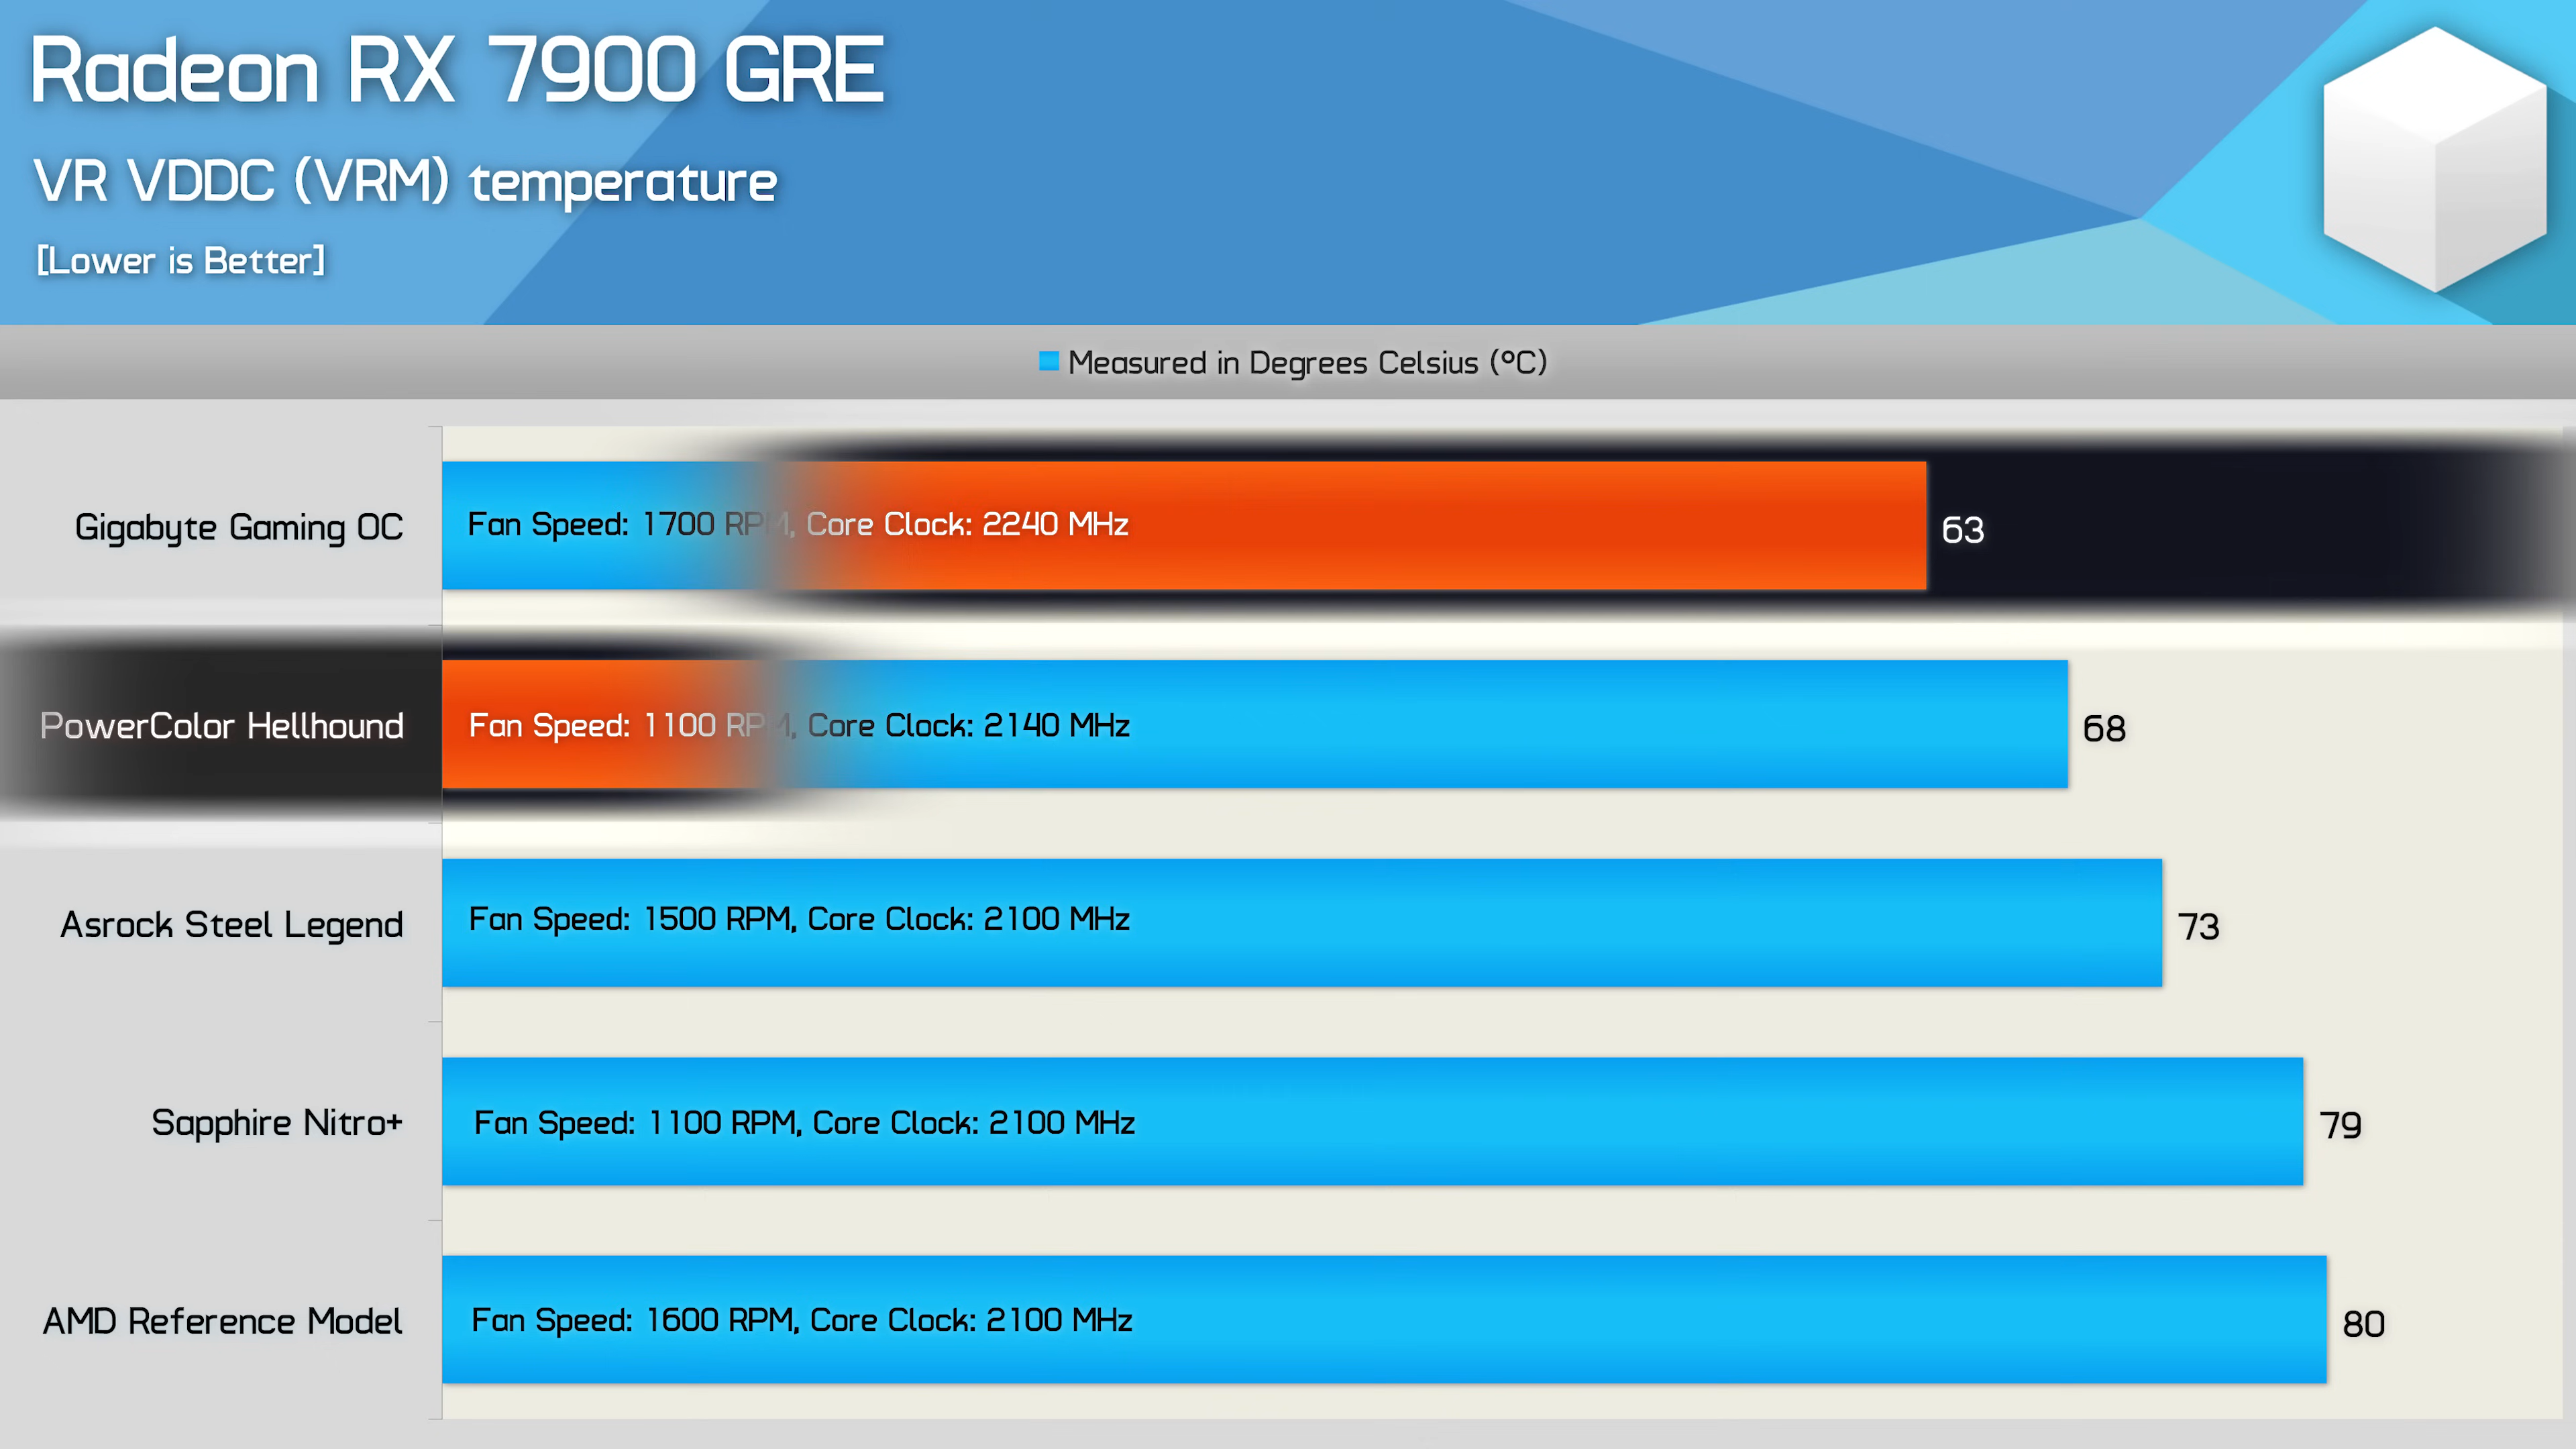 Radeon RX 7900 GRE
VR VDDC (VRM) temperature
[Lower is Better]
Measured in Degrees Celsius (°C)
Gigabyte Gaming OC
Fan Speed: 1700 RPM, Core Clock: 2240 MHz
63
PowerColor Hellhound
Fan Speed: 1100 RPM, Core Clock: 2140 MHz
68
Asrock Steel Legend
Fan Speed: 1500 RPM, Core Clock: 2100 MHz
73
Sapphire Nitro+
Fan Speed: 1100 RPM, Core Clock: 2100 MHz
79
AMD Reference Model
Fan Speed: 1600 RPM, Core Clock: 2100 MHz
80